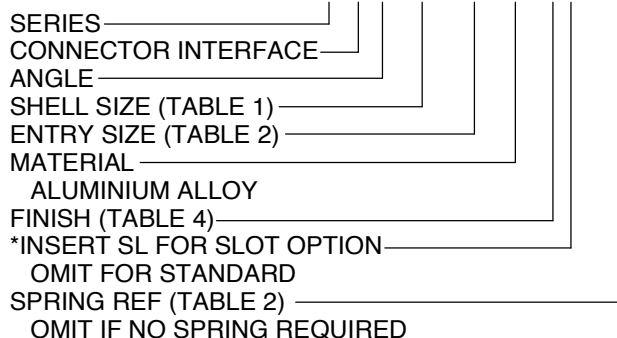 SERIES
CONNECTOR INTERFACE
ANGLE
SHELL SIZE (TABLE 1)
ENTRY SIZE (TABLE 2)
MATERIAL
ALUMINIUM ALLOY
FINISH (TABLE 4)
*INSERT SL FOR SLOT OPTION
OMIT FOR STANDARD
SPRING REF (TABLE 2)
OMIT IF NO SPRING REQUIRED